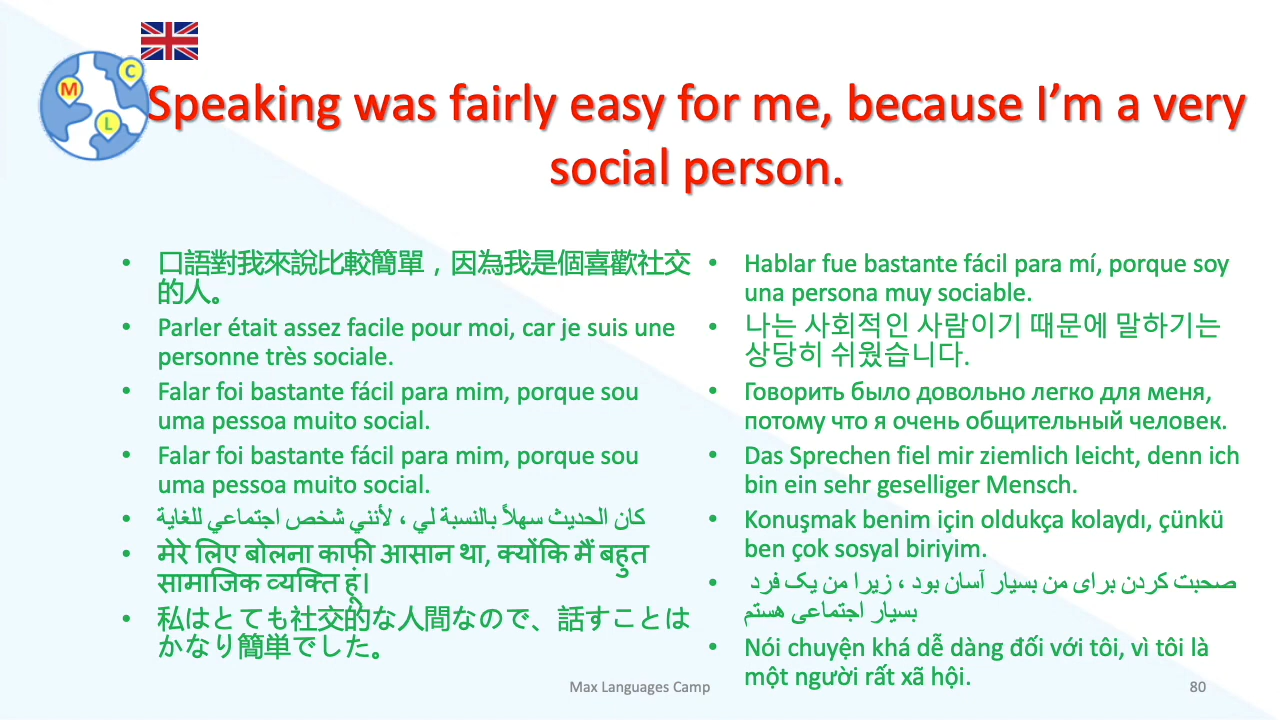 M
C
L
Speaking was fairly easy for me, because I’m a very
social person.
• 口語對我來說比較簡單，因為我是個喜歡社交
的人。
• Parler était assez facile pour moi, car je suis une
personne très sociale.
• Falar foi bastante fácil para mim, porque sou
uma pessoa muito social.
• Falar foi bastante fácil para mim, porque sou
uma pessoa muito social.
• كان الحديث سهلاً بالنسبة لي ، لأنني شخص اجتماعي للغاية
• मेरे लिए बोलना काफी आसान था, क्योंकि मैं बहुत
सामाजिक व्यक्ति हूं।
• 私はとても社交的な人間なので、話すことは
かなり簡単でした。
• Hablar fue bastante fácil para mí, porque soy
una persona muy sociable.
• 나는 사회적인 사람이기 때문에 말하기는
상당히 쉬웠습니다.
• Говорить было довольно легко для меня,
потому что я очень общительный человек.
• Das Sprechen fiel mir ziemlich leicht, denn ich
bin ein sehr geselliger Mensch.
• Konuşmak benim için oldukça kolaydı, çünkü
ben çok sosyal biriyim.
• صحبت کردن برای من بسیار آسان بود ، زیرا من یک فرد
بسیار اجتماعی هستم
• Nói chuyện khá dễ dàng đối với tôi, vì tôi là
một người rất xã hội.
Max Languages Camp
80